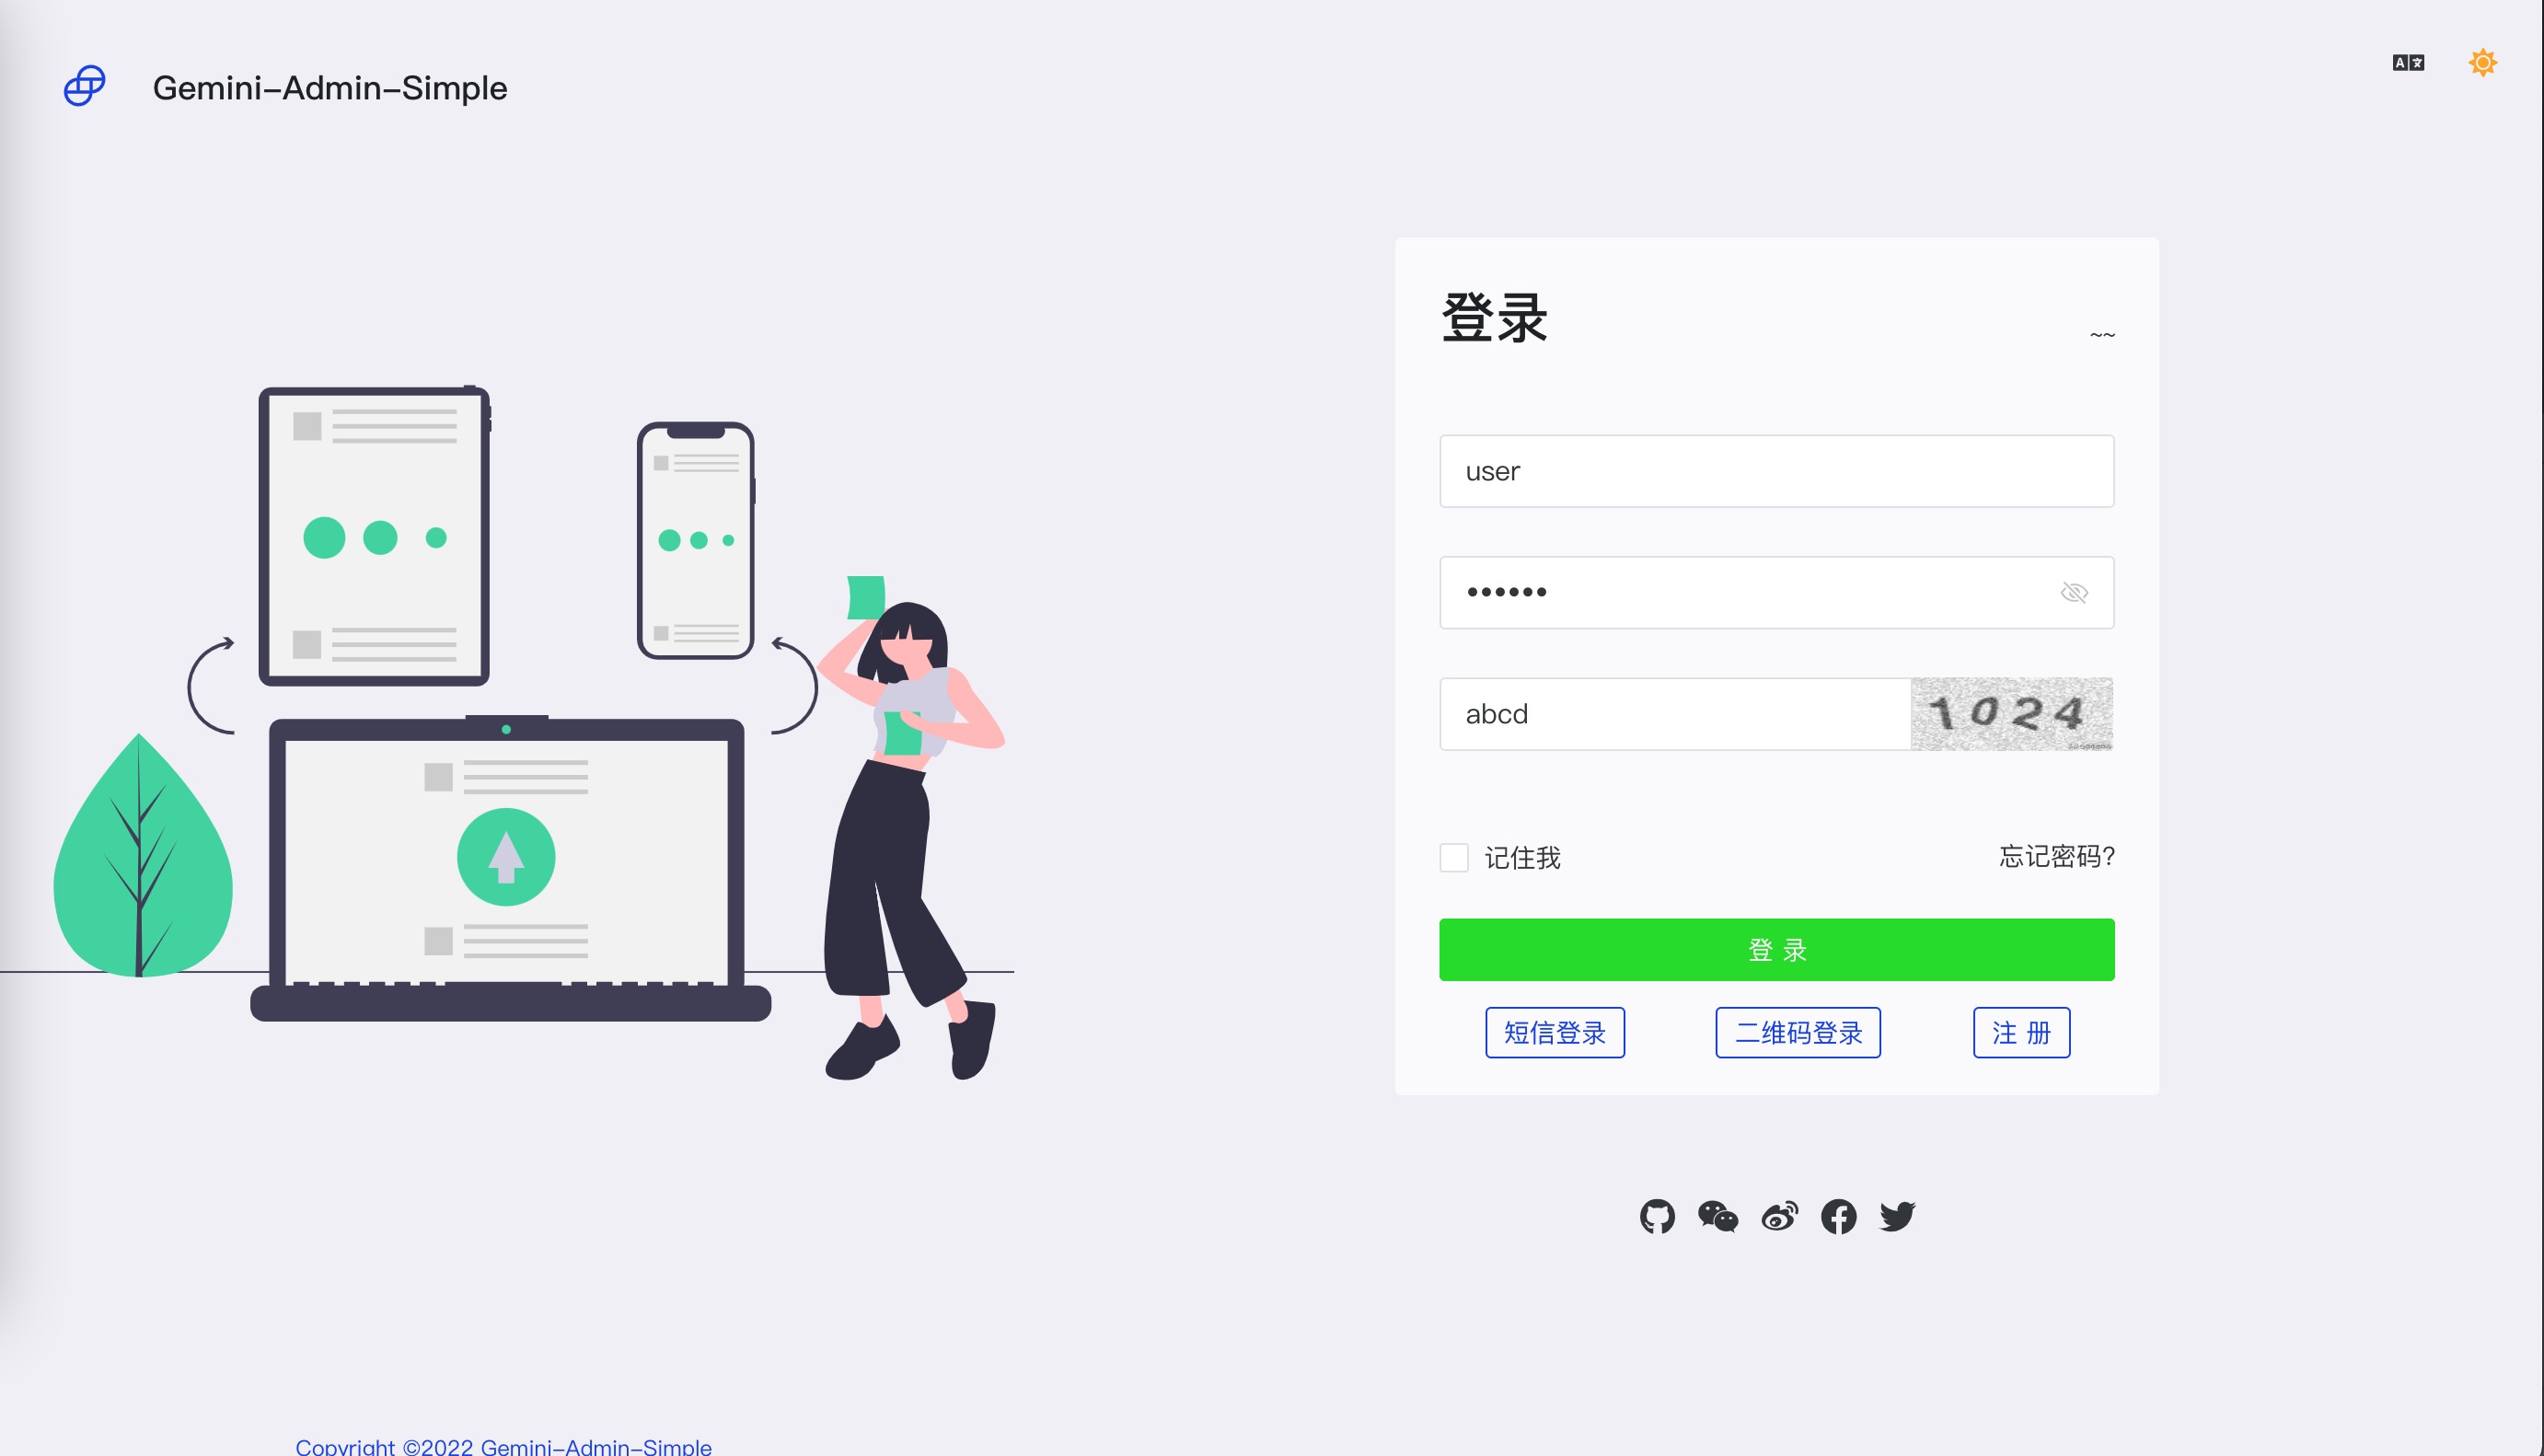 Gemini-Admin-Simple
登录
~~
user
••••••
abcd
1024
记住我
忘记密码?
登 录
短信登录
二维码登录
注 册
Copyright ©2022 Gemini-Admin-Simple